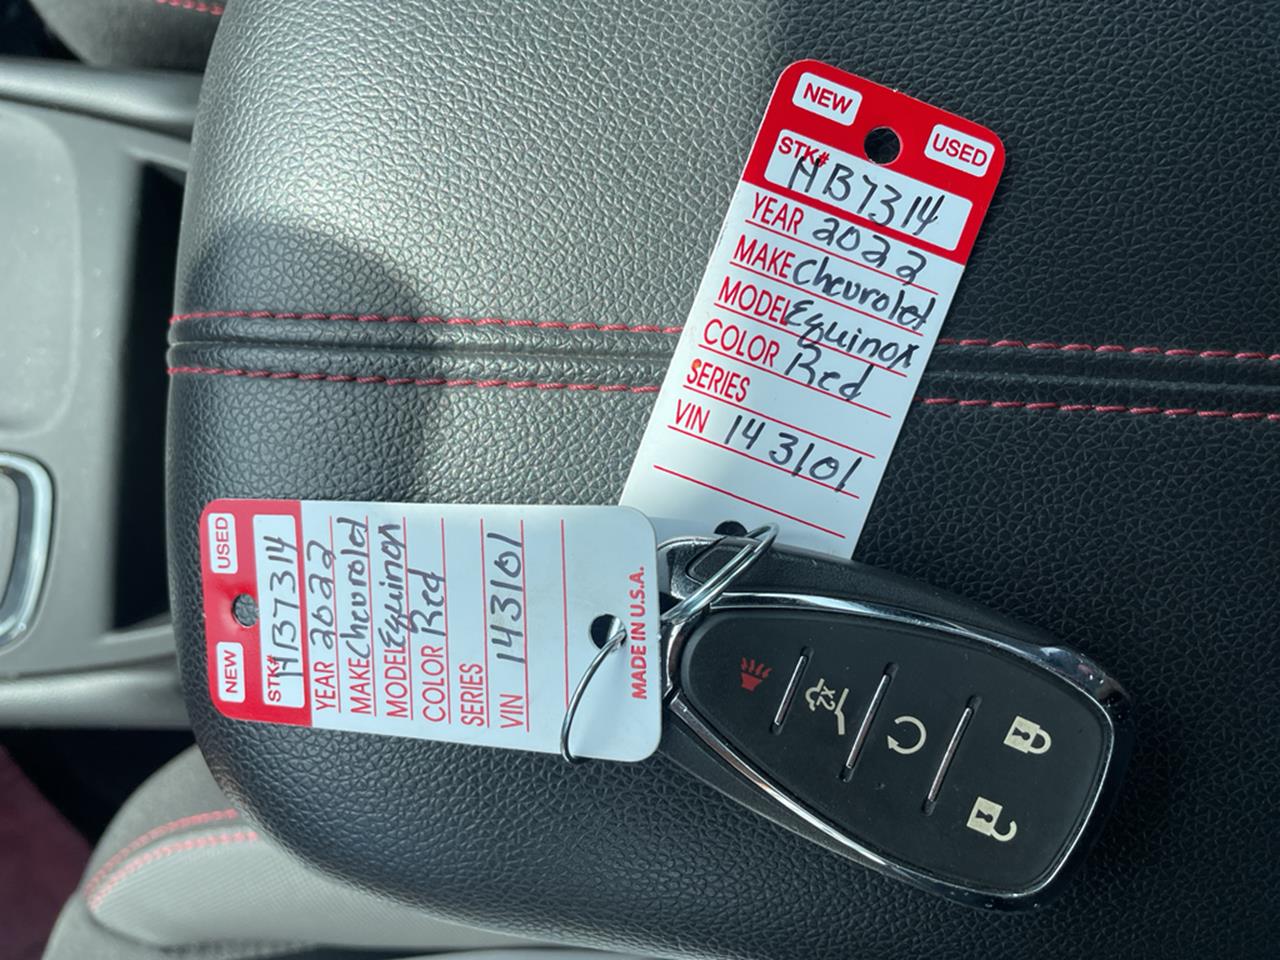 NEW
USED
STK# HB7314
YEAR 2022
MAKE Chevrolet
MODEL Equinox
COLOR Red
SERIES
VIN 143101
NEW
USED
STK# HB7314
YEAR 2022
MAKE Chevrolet
MODEL Equinox
COLOR Red
SERIES
VIN 143101
MADE IN U.S.A.
X2